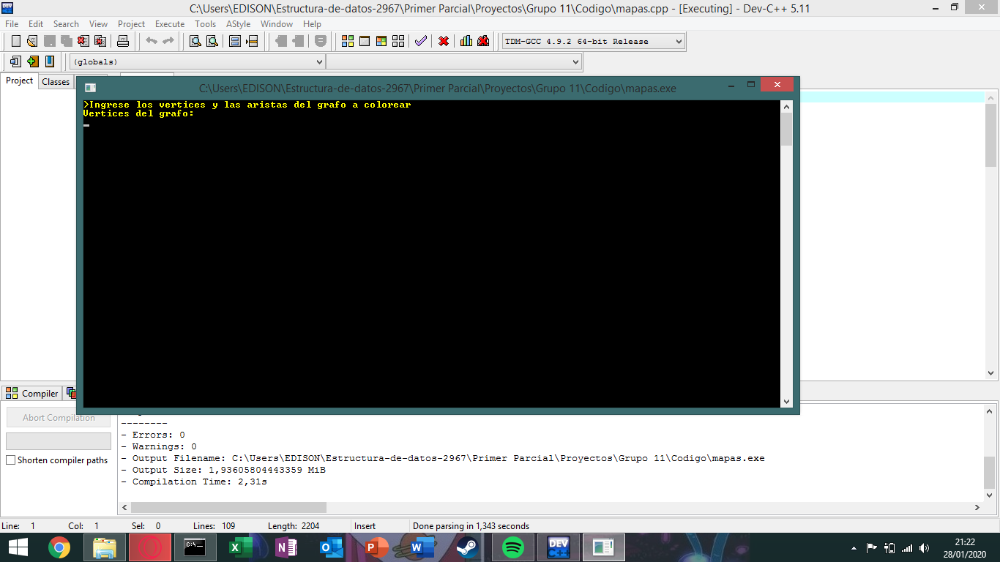 C:\Users\EDISON\Estructura-de-datos-2967\Primer Parcial\Proyectos\Grupo 11\Codigo\mapas.cpp - [Executing] - Dev-C++ 5.11
File Edit Search View Project Execute Tools AStyle Window Help
TDM-GCC 4.9.2 64-bit Release
(globals)
Project Classes
C:\Users\EDISON\Estructura-de-datos-2967\Primer Parcial\Proyectos\Grupo 11\Codigo\mapas.exe
>Ingrese los vertices y las aristas del grafo a colorear
Vertices del grafo:
Compiler
Abort Compilation
Shorten compiler paths
--------
- Errors: 0
- Warnings: 0
- Output Filename: C:\Users\EDISON\Estructura-de-datos-2967\Primer Parcial\Proyectos\Grupo 11\Codigo\mapas.exe
- Output Size: 1,93605804443359 MiB
- Compilation Time: 2,31s
Line: 1 Col: 1 Sel: 0 Lines: 109 Length: 2204 Insert Done parsing in 1,343 seconds
21:22
28/01/2020